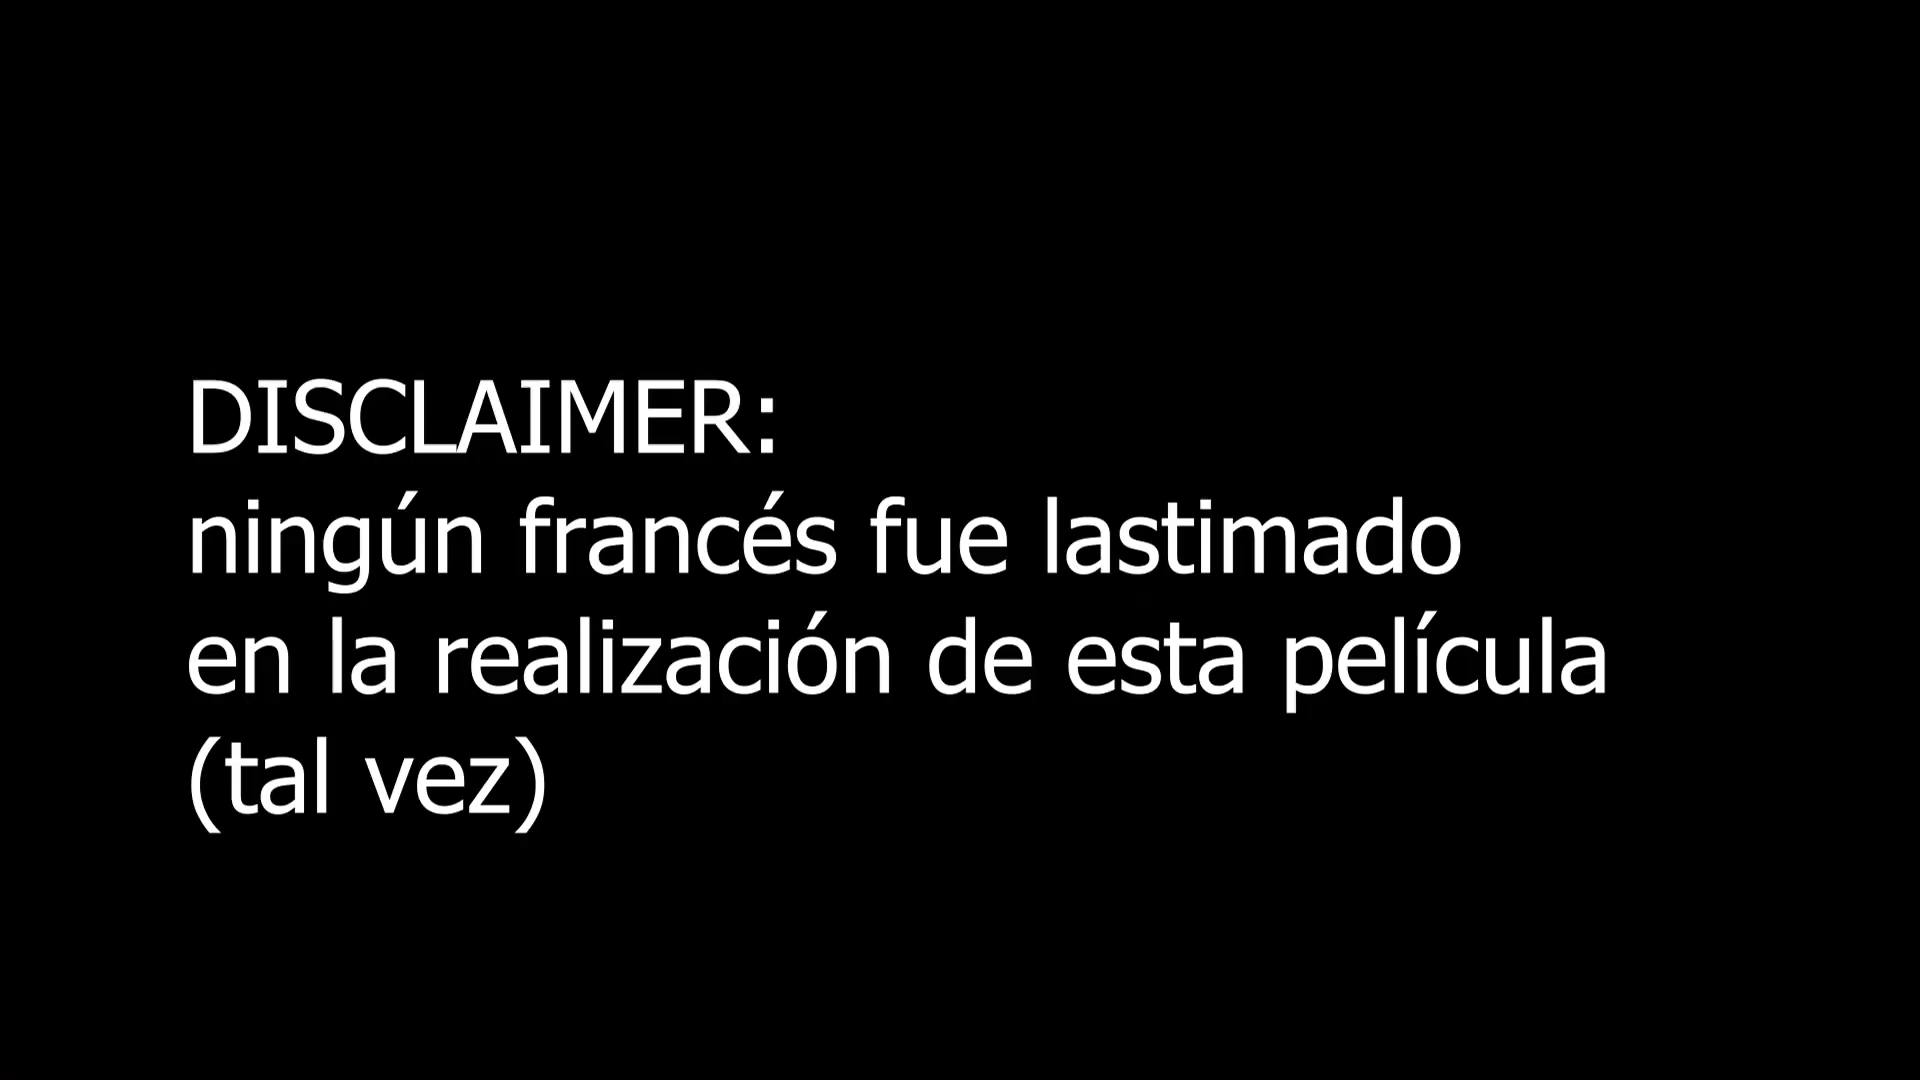 DISCLAIMER:
ningún francés fue lastimado
en la realización de esta película
(tal vez)